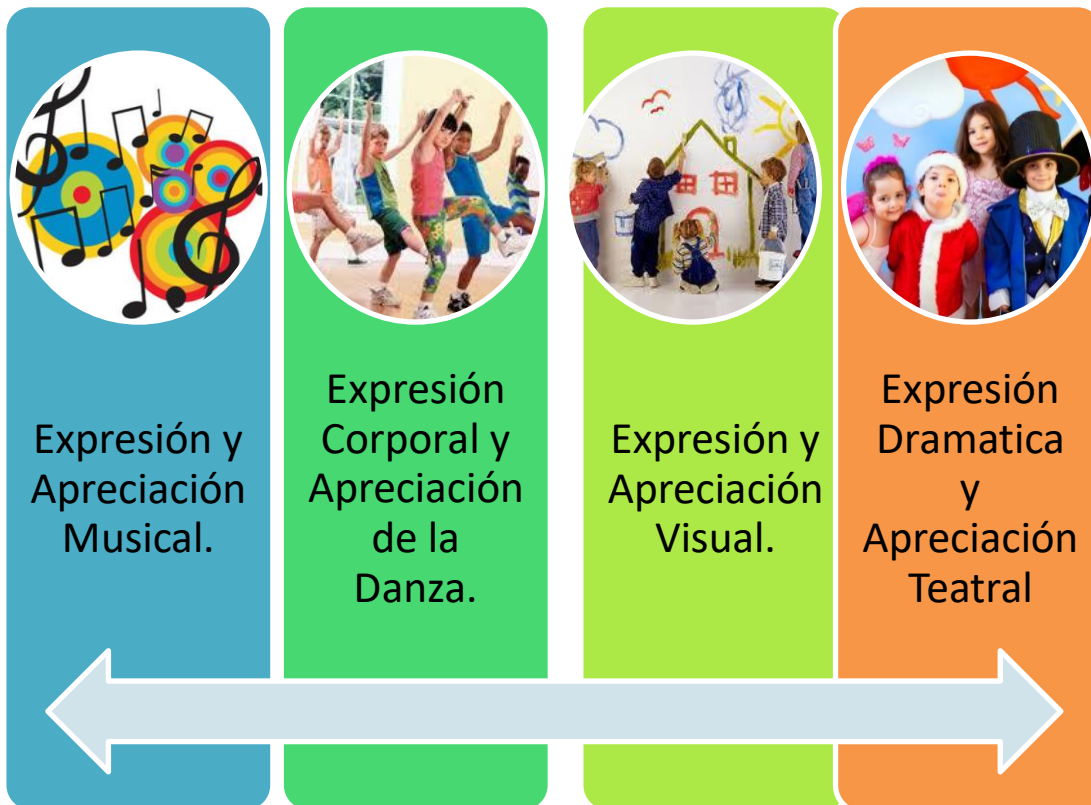 Expresión y
Apreciación
Musical.
Expresión
Corporal y
Apreciación
de la
Danza.
Expresión y
Apreciación
Visual.
Expresión
Dramatica
y
Apreciación
Teatral